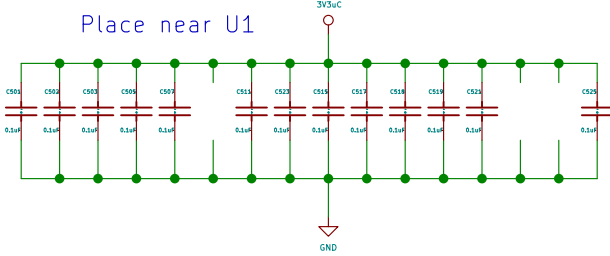 3V3uC
Place near U1
C501 C502 C503 C505 C507 C511 C523 C515 C517 C518 C519 C521 C525
0.1uF 0.1uF 0.1uF 0.1uF 0.1uF 0.1uF 0.1uF 0.1uF 0.1uF 0.1uF 0.1uF 0.1uF 0.1uF
GND